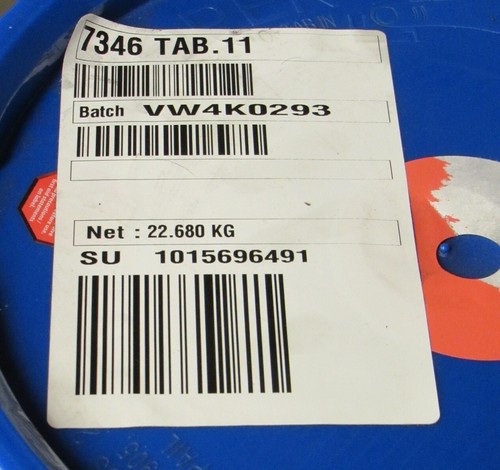 7346 TAB.11
Batch VW4K0293
Net : 22.680 KG
SU 1015696491